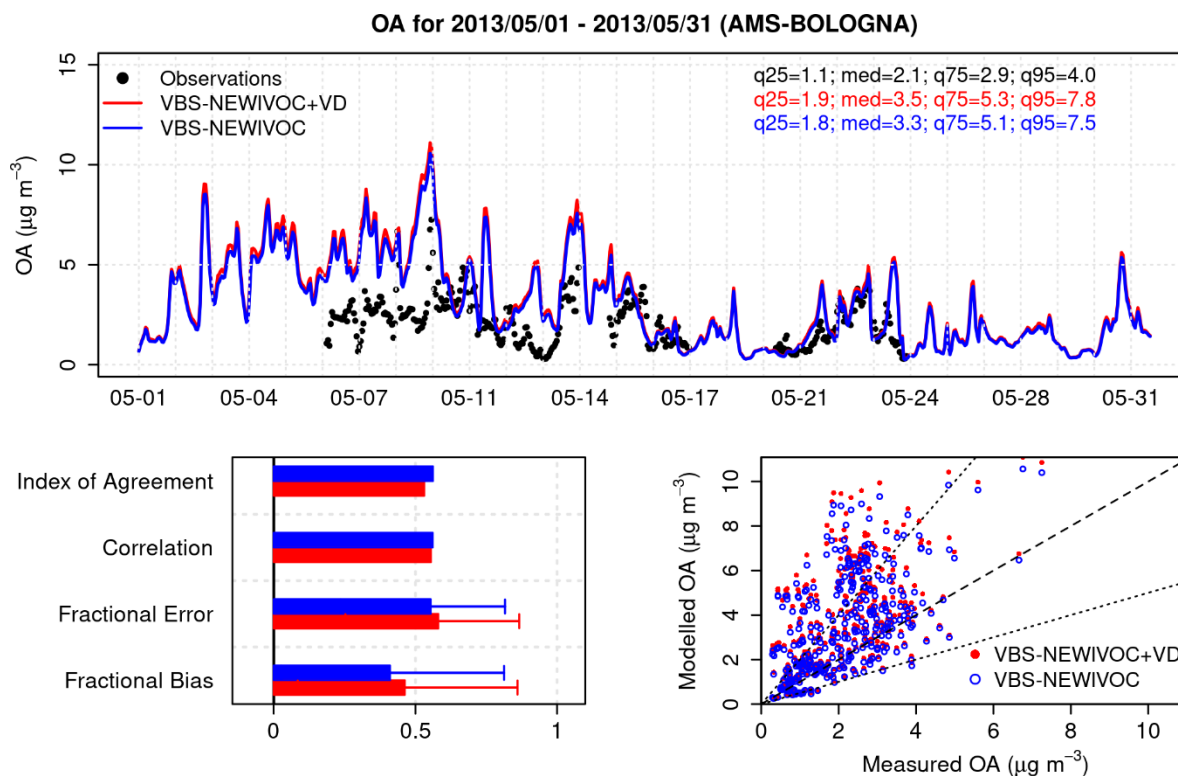 OA for 2013/05/01 - 2013/05/31 (AMS-BOLOGNA)
OA (µg m⁻³)
15
10
5
0
Observations
VBS-NEWIVOC+VD
VBS-NEWIVOC
q25=1.1; med=2.1; q75=2.9; q95=4.0
q25=1.9; med=3.5; q75=5.3; q95=7.8
q25=1.8; med=3.3; q75=5.1; q95=7.5
05-01 05-04 05-07 05-11 05-14 05-17 05-21 05-24 05-28 05-31
Index of Agreement
Correlation
Fractional Error
Fractional Bias
0 0.5 1
Modelled OA (µg m⁻³)
10
8
6
4
2
0
VBS-NEWIVOC+VD
VBS-NEWIVOC
0 2 4 6 8 10
Measured OA (µg m⁻³)